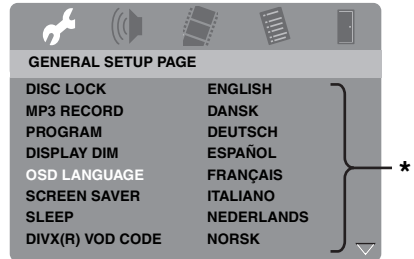 GENERAL SETUP PAGE
DISC LOCK ENGLISH
MP3 RECORD DANSK
PROGRAM DEUTSCH
DISPLAY DIM ESPAÑOL
OSD LANGUAGE FRANÇAIS *
SCREEN SAVER ITALIANO
SLEEP NEDERLANDS
DIVX(R) VOD CODE NORSK